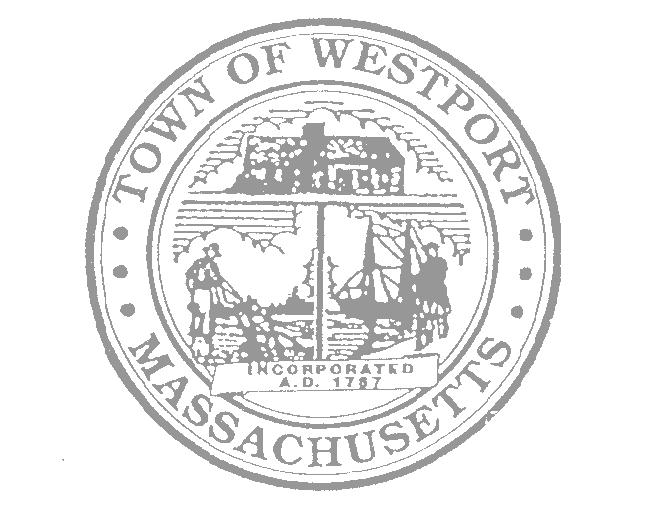 TOWN OF WESTPORT
INCORPORATED
A.D. 1787
MASSACHUSETTS